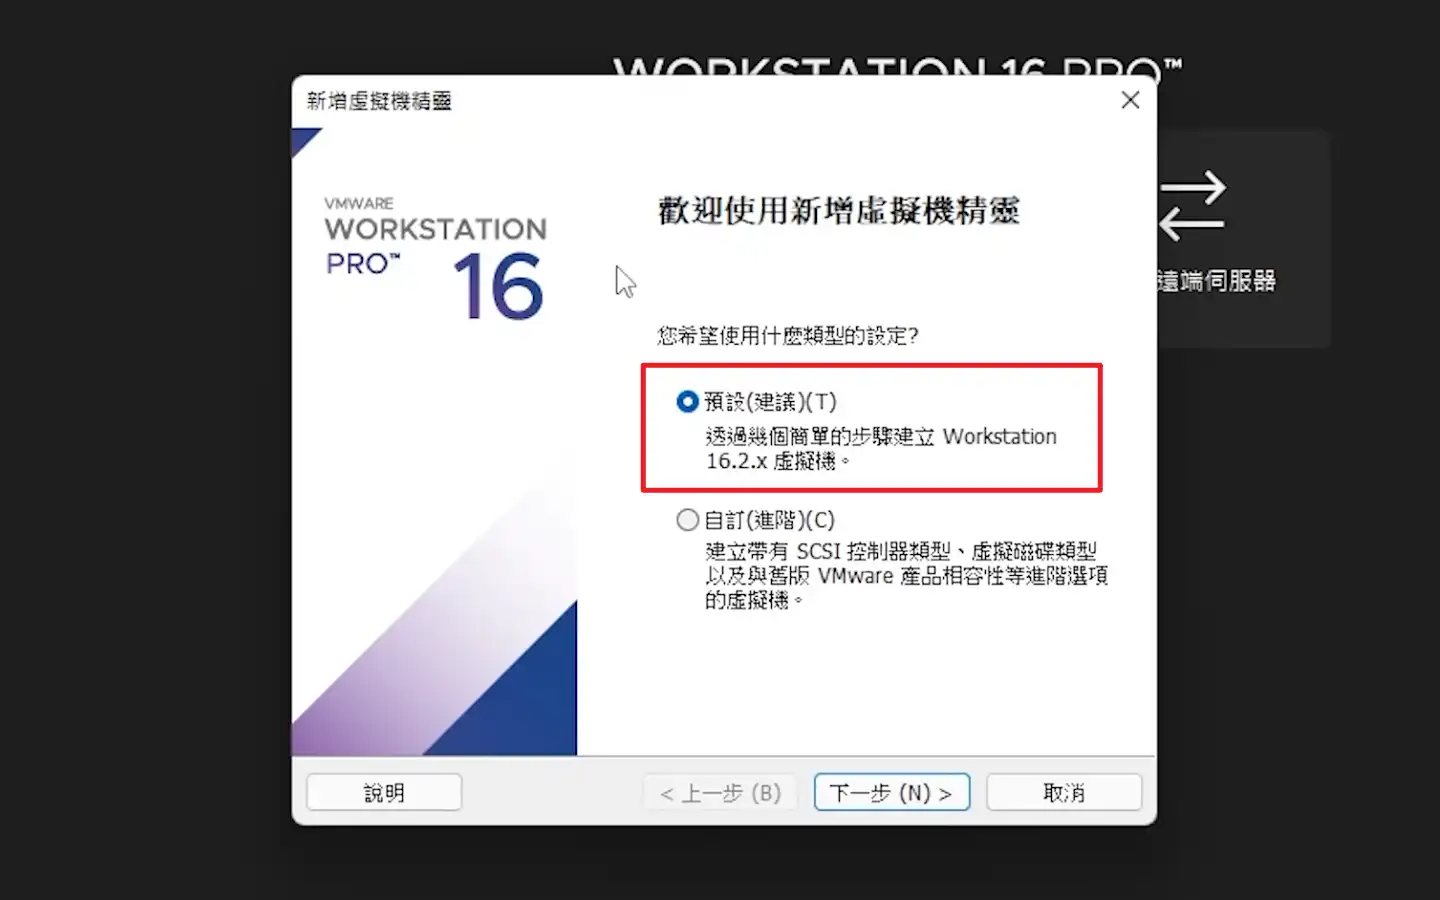 WORKSTATION 16 PRO™
新增虛擬機精靈
VMWARE
WORKSTATION
PRO™
16
歡迎使用新增虛擬機精靈
遠端伺服器
您希望使用什麼類型的設定?
預設(建議)(T)
透過幾個簡單的步驟建立 Workstation
16.2.x 虛擬機。
自訂(進階)(C)
建立帶有 SCSI 控制器類型、虛擬磁碟類型
以及與舊版 VMware 產品相容性等進階選項
的虛擬機。
說明
< 上一步 (B)
下一步 (N) >
取消